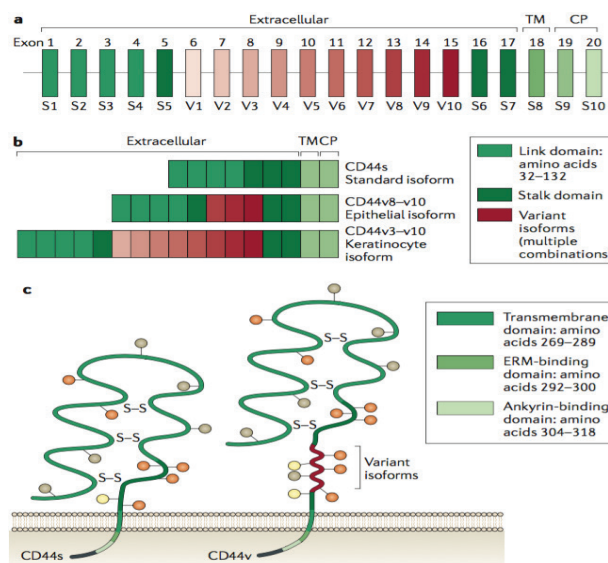 a Extracellular TM CP
Exon 1 2 3 4 5 6 7 8 9 10 11 12 13 14 15 16 17 18 19 20
S1 S2 S3 S4 S5 V1 V2 V3 V4 V5 V6 V7 V8 V9 V10 S6 S7 S8 S9 S10
b Extracellular TM CP
CD44s
Standard isoform
CD44v8–v10
Epithelial isoform
CD44v3–v10
Keratinocyte
isoform
Link domain:
amino acids
32–132
Stalk domain
Variant
isoforms
(multiple
combinations
c
S–S
S–S
S–S
CD44s
S–S
S–S
S–S
Variant
isoforms
CD44v
Transmembrane
domain: amino
acids 269–289
ERM-binding
domain: amino
acids 292–300
Ankyrin-binding
domain: amino
acids 304–318